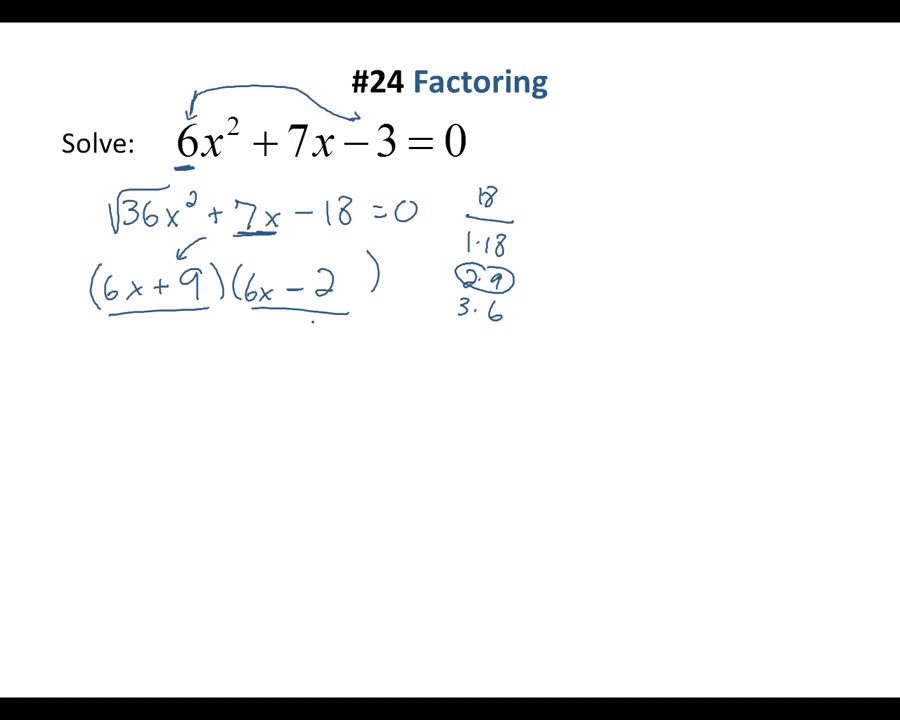 #24 Factoring
Solve: 6x² + 7x − 3 = 0
√36x² + 7x − 18 = 0
(6x + 9)(6x − 2 )
18
1·18
2·9
3·6